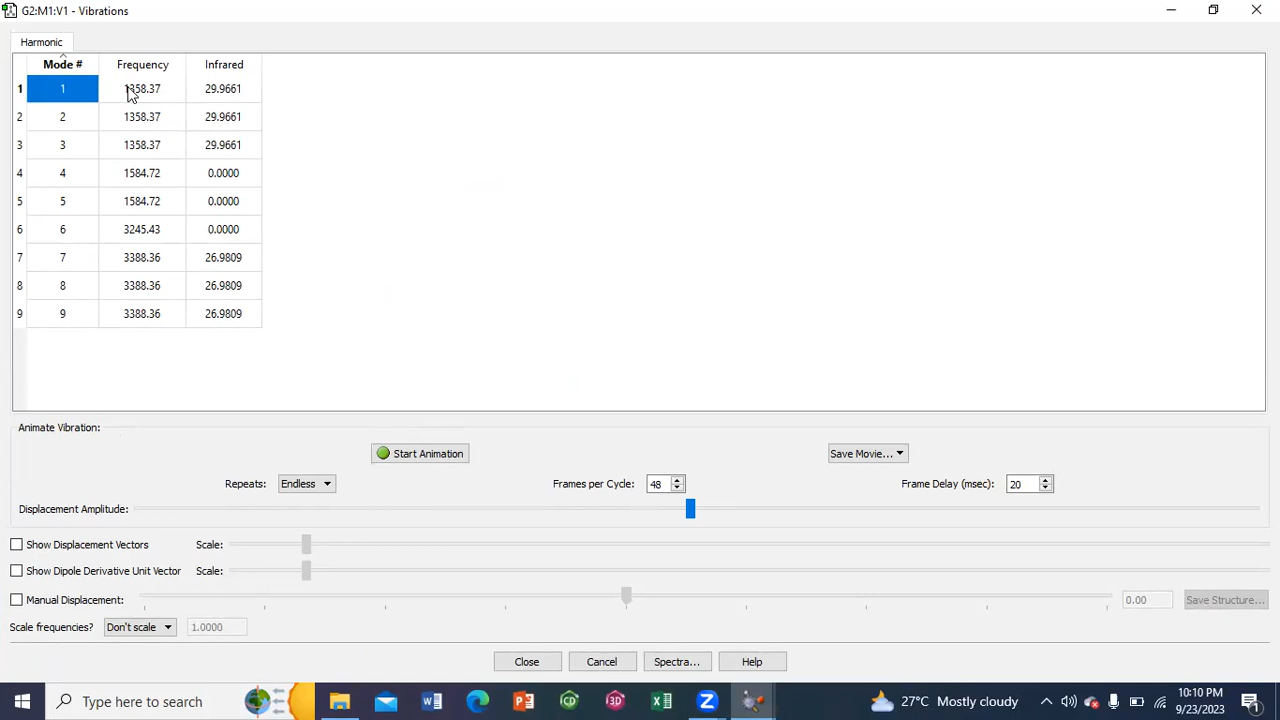 G2:M1:V1 - Vibrations
Harmonic
Mode # Frequency Infrared
1 1 1358.37 29.9661
2 2 1358.37 29.9661
3 3 1358.37 29.9661
4 4 1584.72 0.0000
5 5 1584.72 0.0000
6 6 3245.43 0.0000
7 7 3388.36 26.9809
8 8 3388.36 26.9809
9 9 3388.36 26.9809
Animate Vibration:
Start Animation Save Movie...
Repeats: Endless Frames per Cycle: 48 Frame Delay (msec): 20
Displacement Amplitude:
Show Displacement Vectors Scale:
Show Dipole Derivative Unit Vector Scale:
Manual Displacement: 0.00 Save Structure...
Scale frequencies? Don't scale 1.0000
Close Cancel Spectra... Help
Type here to search 27°C Mostly cloudy 10:10 PM
9/23/2023